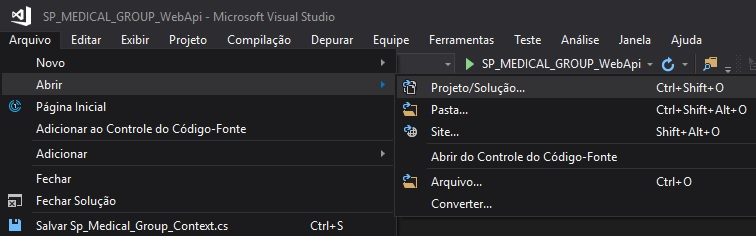 SP_MEDICAL_GROUP_WebApi - Microsoft Visual Studio
Arquivo Editar Exibir Projeto Compilação Depurar Equipe Ferramentas Teste Análise Janela Ajuda
Novo
SP_MEDICAL_GROUP_WebApi
Abrir
Projeto/Solução... Ctrl+Shift+O
Página Inicial
Pasta... Ctrl+Shift+Alt+O
Adicionar ao Controle do Código-Fonte
Site... Shift+Alt+O
Adicionar
Abrir do Controle do Código-Fonte
Fechar
Arquivo... Ctrl+O
Fechar Solução
Converter...
Salvar Sp_Medical_Group_Context.cs Ctrl+S